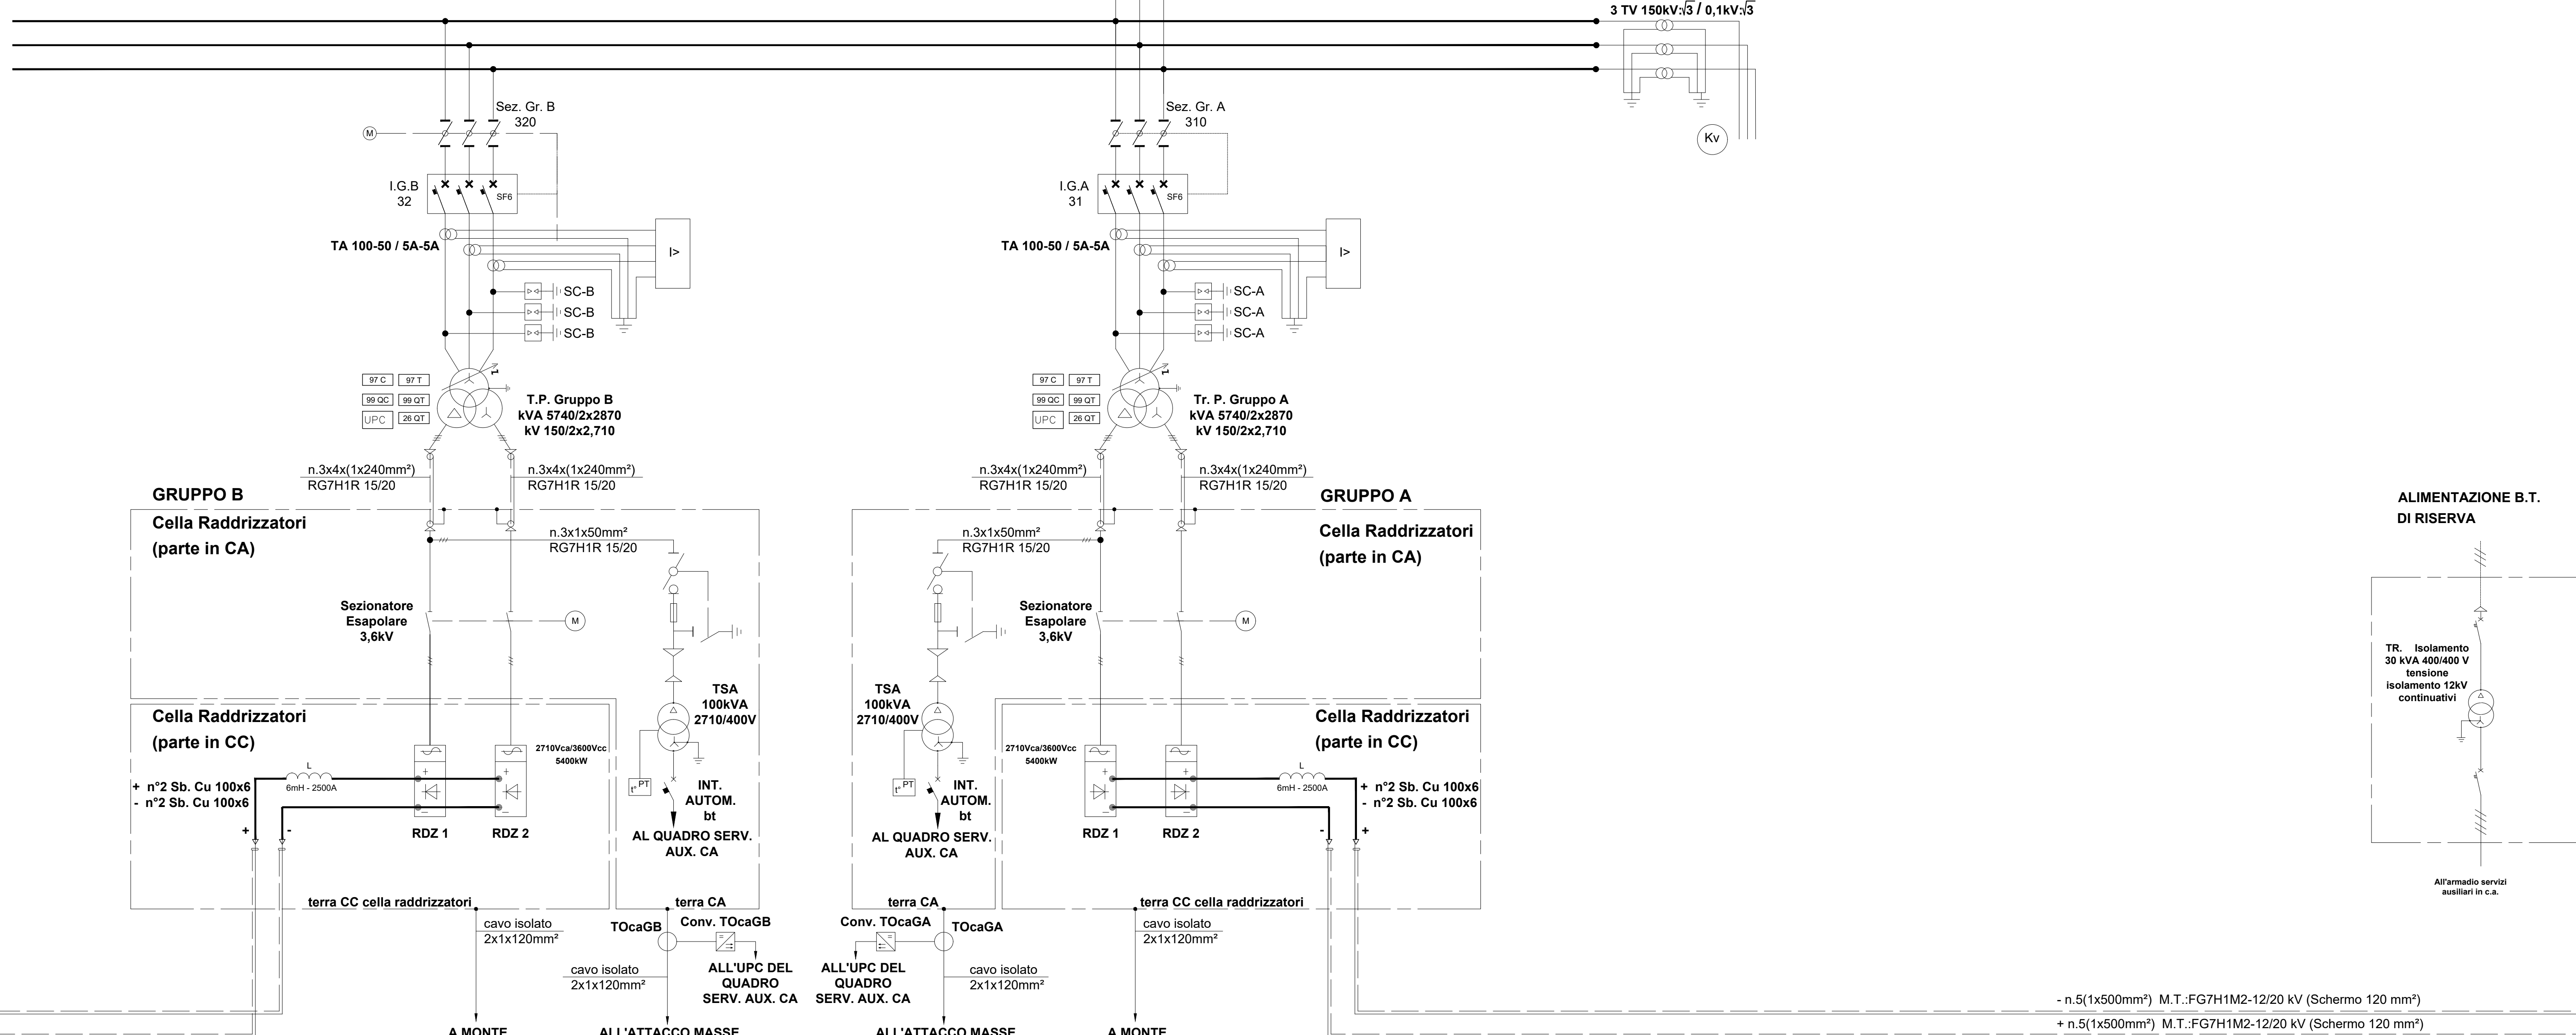 3 TV 150kV:√3 / 0,1kV:√3
Kv
Sez. Gr. B
320
M
I.G.B
32
SF6
TA 100-50 / 5A-5A
I>
SC-B
SC-B
SC-B
97 C
97 T
99 QC
99 QT
UPC
26 QT
T.P. Gruppo B
kVA 5740/2x2870
kV 150/2x2,710
n.3x4x(1x240mm²)
RG7H1R 15/20
n.3x4x(1x240mm²)
RG7H1R 15/20
GRUPPO B
Cella Raddrizzatori
(parte in CA)
n.3x1x50mm²
RG7H1R 15/20
Sezionatore
Esapolare
3,6kV
M
TSA
100kVA
2710/400V
Cella Raddrizzatori
(parte in CC)
2710Vca/3600Vcc
5400kW
L
6mH - 2500A
+ n°2 Sb. Cu 100x6
- n°2 Sb. Cu 100x6
+
-
+
-
+
-
RDZ 1
RDZ 2
t° PT
INT.
AUTOM.
bt
AL QUADRO SERV.
AUX. CA
terra CC cella raddrizzatori
terra CA
cavo isolato
2x1x120mm²
TOcaGB
Conv. TOcaGB
cavo isolato
2x1x120mm²
ALL'UPC DEL
QUADRO
SERV. AUX. CA
A MONTE
ALL'ATTACCO MASSE
Sez. Gr. A
310
I.G.A
31
SF6
TA 100-50 / 5A-5A
I>
SC-A
SC-A
SC-A
97 C
97 T
99 QC
99 QT
UPC
26 QT
Tr. P. Gruppo A
kVA 5740/2x2870
kV 150/2x2,710
n.3x4x(1x240mm²)
RG7H1R 15/20
n.3x4x(1x240mm²)
RG7H1R 15/20
GRUPPO A
Cella Raddrizzatori
(parte in CA)
n.3x1x50mm²
RG7H1R 15/20
Sezionatore
Esapolare
3,6kV
M
TSA
100kVA
2710/400V
Cella Raddrizzatori
(parte in CC)
2710Vca/3600Vcc
5400kW
L
6mH - 2500A
+ n°2 Sb. Cu 100x6
- n°2 Sb. Cu 100x6
+
-
+
-
-
+
RDZ 1
RDZ 2
t° PT
INT.
AUTOM.
bt
AL QUADRO SERV.
AUX. CA
terra CA
terra CC cella raddrizzatori
Conv. TOcaGA
TOcaGA
cavo isolato
2x1x120mm²
ALL'UPC DEL
QUADRO
SERV. AUX. CA
cavo isolato
2x1x120mm²
ALL'ATTACCO MASSE
A MONTE
ALIMENTAZIONE B.T.
DI RISERVA
TR. Isolamento
30 kVA 400/400 V
tensione
isolamento 12kV
continuativi
All'armadio servizi
ausiliari in c.a.
- n.5(1x500mm²) M.T.:FG7H1M2-12/20 kV (Schermo 120 mm²)
+ n.5(1x500mm²) M.T.:FG7H1M2-12/20 kV (Schermo 120 mm²)